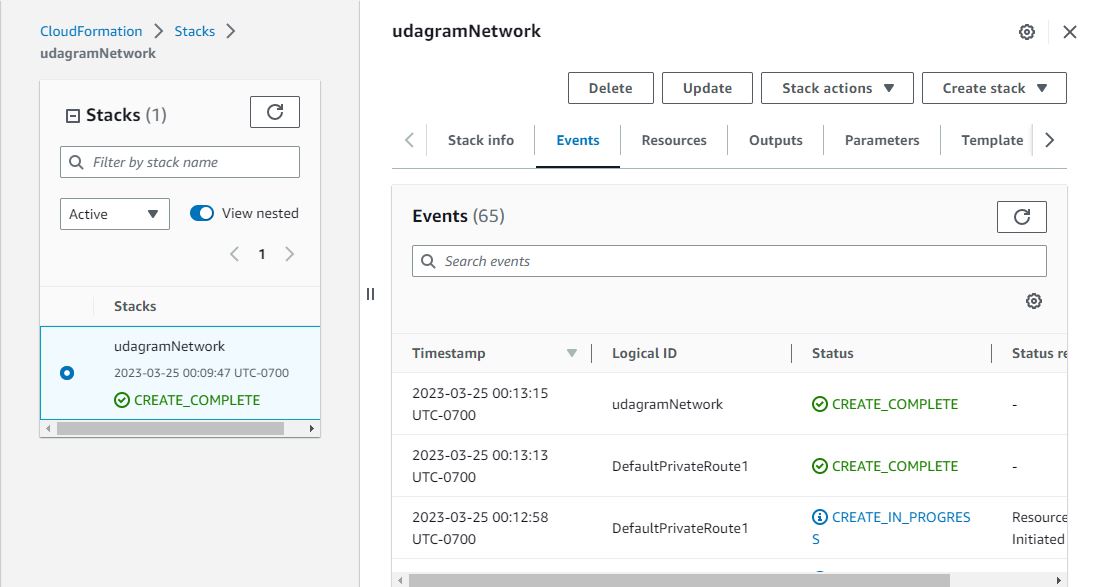 CloudFormation > Stacks >
udagramNetwork
Stacks (1)
Filter by stack name
Active View nested
1
Stacks
udagramNetwork
2023-03-25 00:09:47 UTC-0700
CREATE_COMPLETE
udagramNetwork
Delete Update Stack actions Create stack
Stack info Events Resources Outputs Parameters Template
Events (65)
Search events
Timestamp Logical ID Status Status re
2023-03-25 00:13:15
UTC-0700
udagramNetwork
CREATE_COMPLETE
-
2023-03-25 00:13:13
UTC-0700
DefaultPrivateRoute1
CREATE_COMPLETE
-
2023-03-25 00:12:58
UTC-0700
DefaultPrivateRoute1
CREATE_IN_PROGRES
S
Resource
Initiated